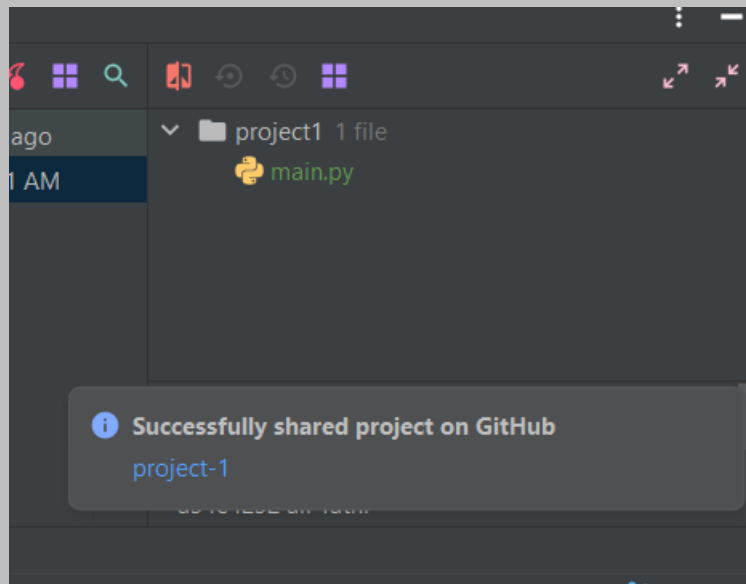 ago
1 AM
project1 1 file
main.py
Successfully shared project on GitHub
project-1